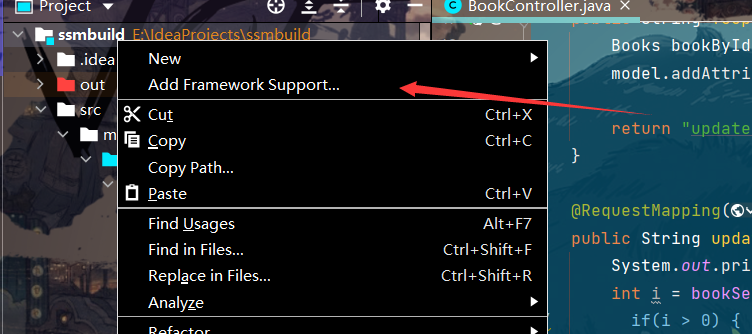 Project
BookController.java
ssmbuild E:\IdeaProjects\ssmbuild
.idea
out
src
m
New
Add Framework Support...
Cut Ctrl+X
Copy Ctrl+C
Copy Path...
Paste Ctrl+V
Find Usages Alt+F7
Find in Files... Ctrl+Shift+F
Replace in Files... Ctrl+Shift+R
Analyze
Refactor
public String
Books bookById
model.addAttri
return "update
}
@RequestMapping(
public String upda
System.out.pri
int i = bookSe
if(i > 0) {